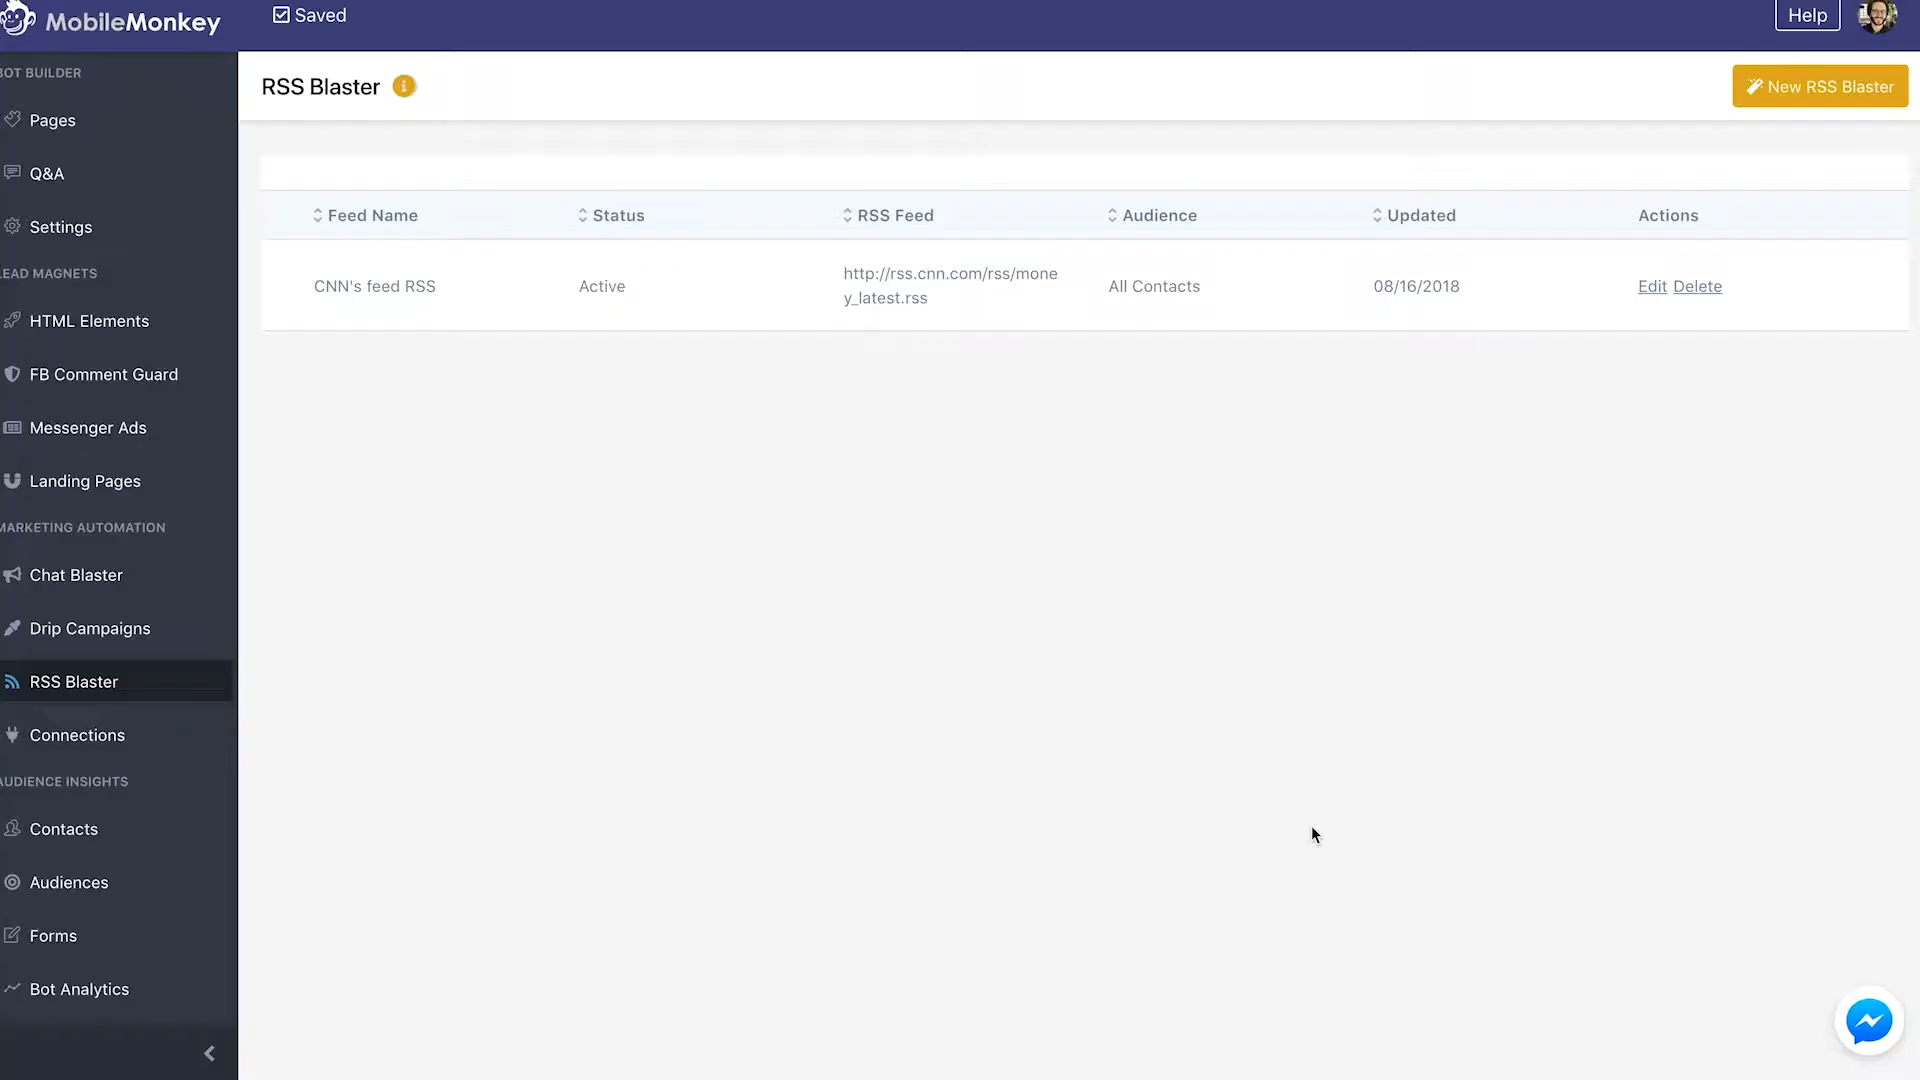 MobileMonkey
Saved
Help
BOT BUILDER
Pages
Q&A
Settings
LEAD MAGNETS
HTML Elements
FB Comment Guard
Messenger Ads
Landing Pages
MARKETING AUTOMATION
Chat Blaster
Drip Campaigns
RSS Blaster
Connections
AUDIENCE INSIGHTS
Contacts
Audiences
Forms
Bot Analytics
RSS Blaster
New RSS Blaster
Feed Name Status RSS Feed Audience Updated Actions
CNN's feed RSS Active http://rss.cnn.com/rss/mone All Contacts 08/16/2018 Edit Delete
y_latest.rss